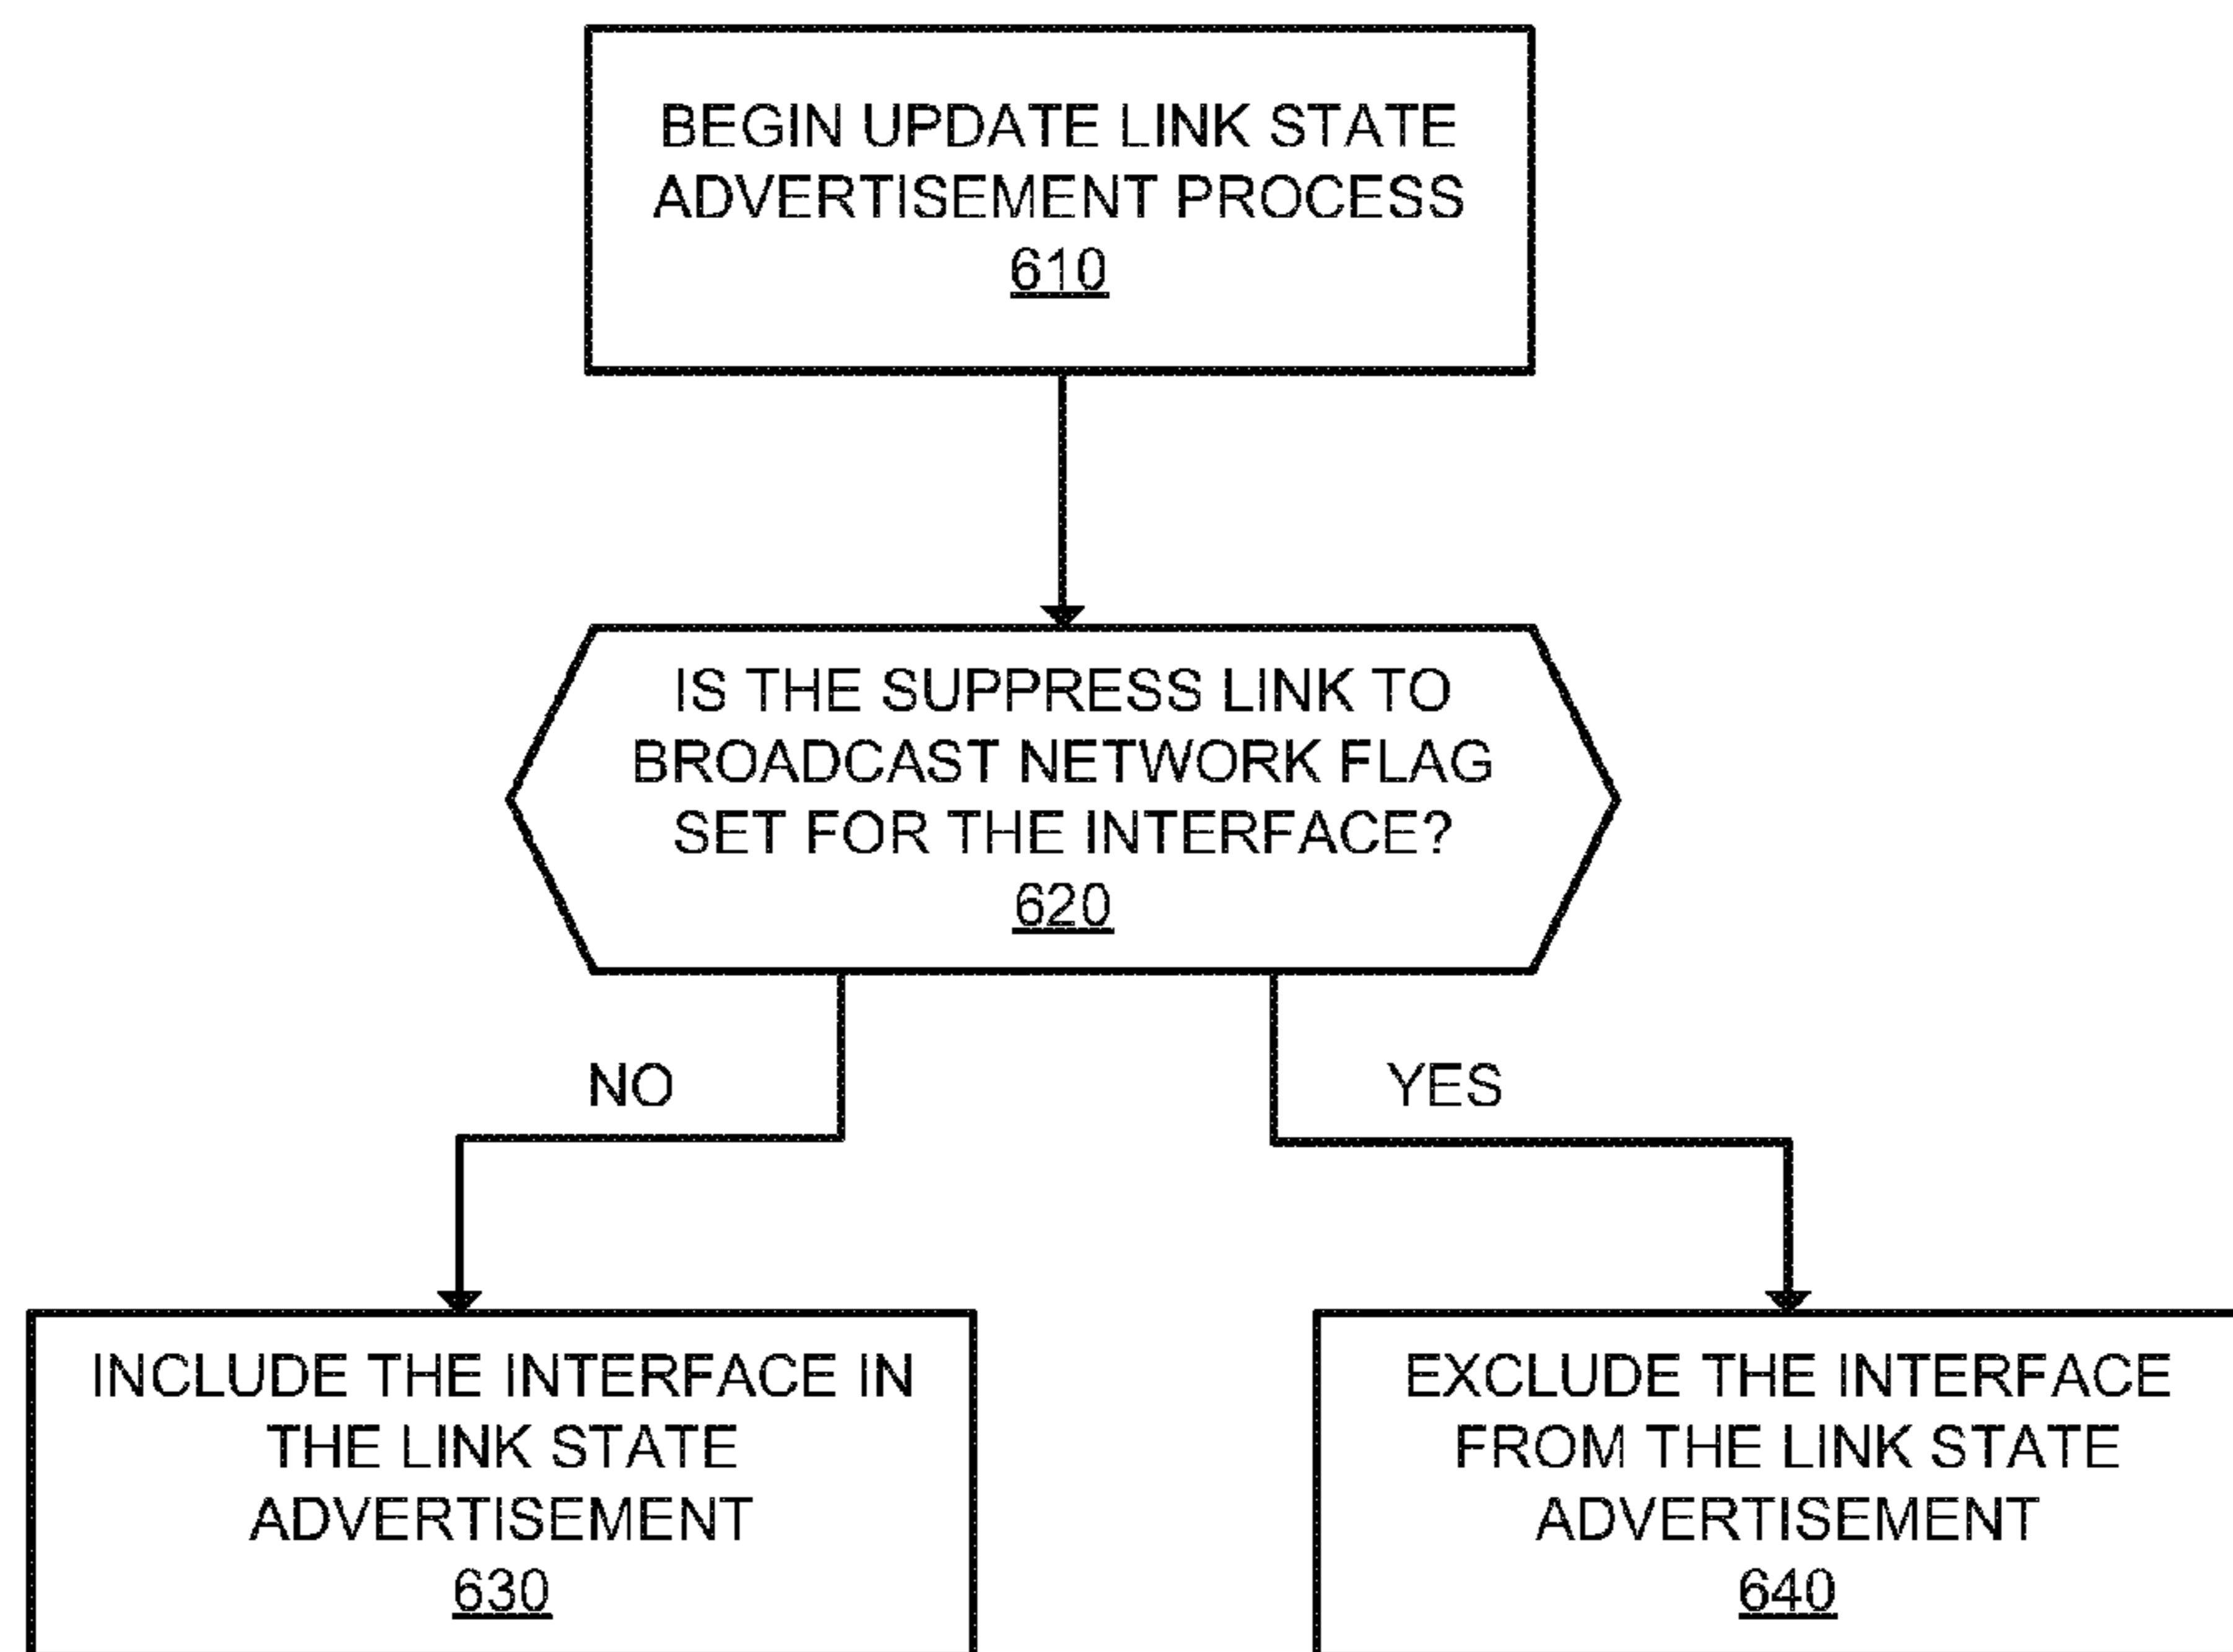 BEGIN UPDATE LINK STATE
ADVERTISEMENT PROCESS
610
IS THE SUPPRESS LINK TO
BROADCAST NETWORK FLAG
SET FOR THE INTERFACE?
620
NO
YES
INCLUDE THE INTERFACE IN
THE LINK STATE
ADVERTISEMENT
630
EXCLUDE THE INTERFACE
FROM THE LINK STATE
ADVERTISEMENT
640